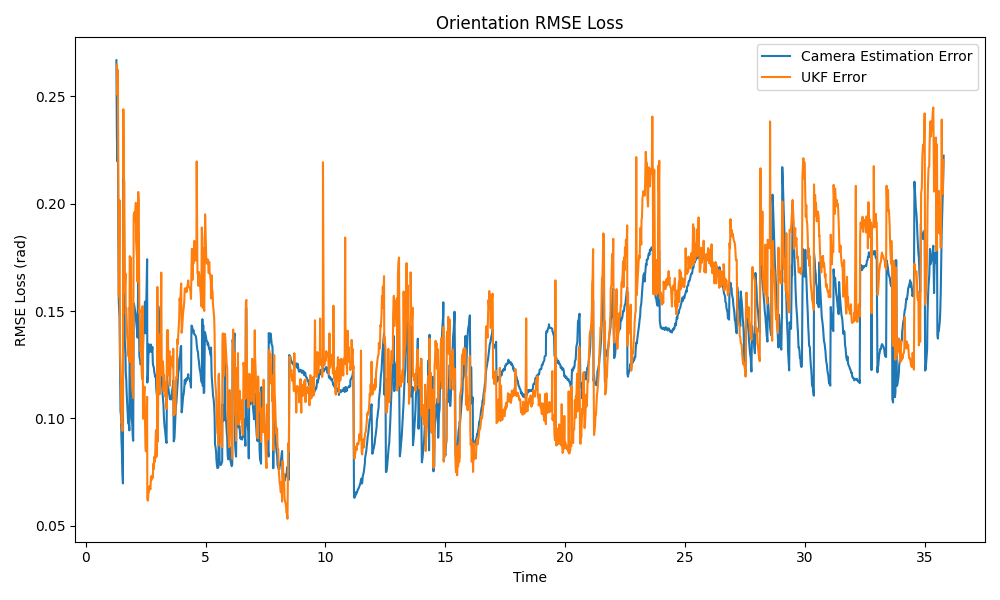 Orientation RMSE Loss
Camera Estimation Error
UKF Error
RMSE Loss (rad)
0.25
0.20
0.15
0.10
0.05
0 5 10 15 20 25 30 35
Time